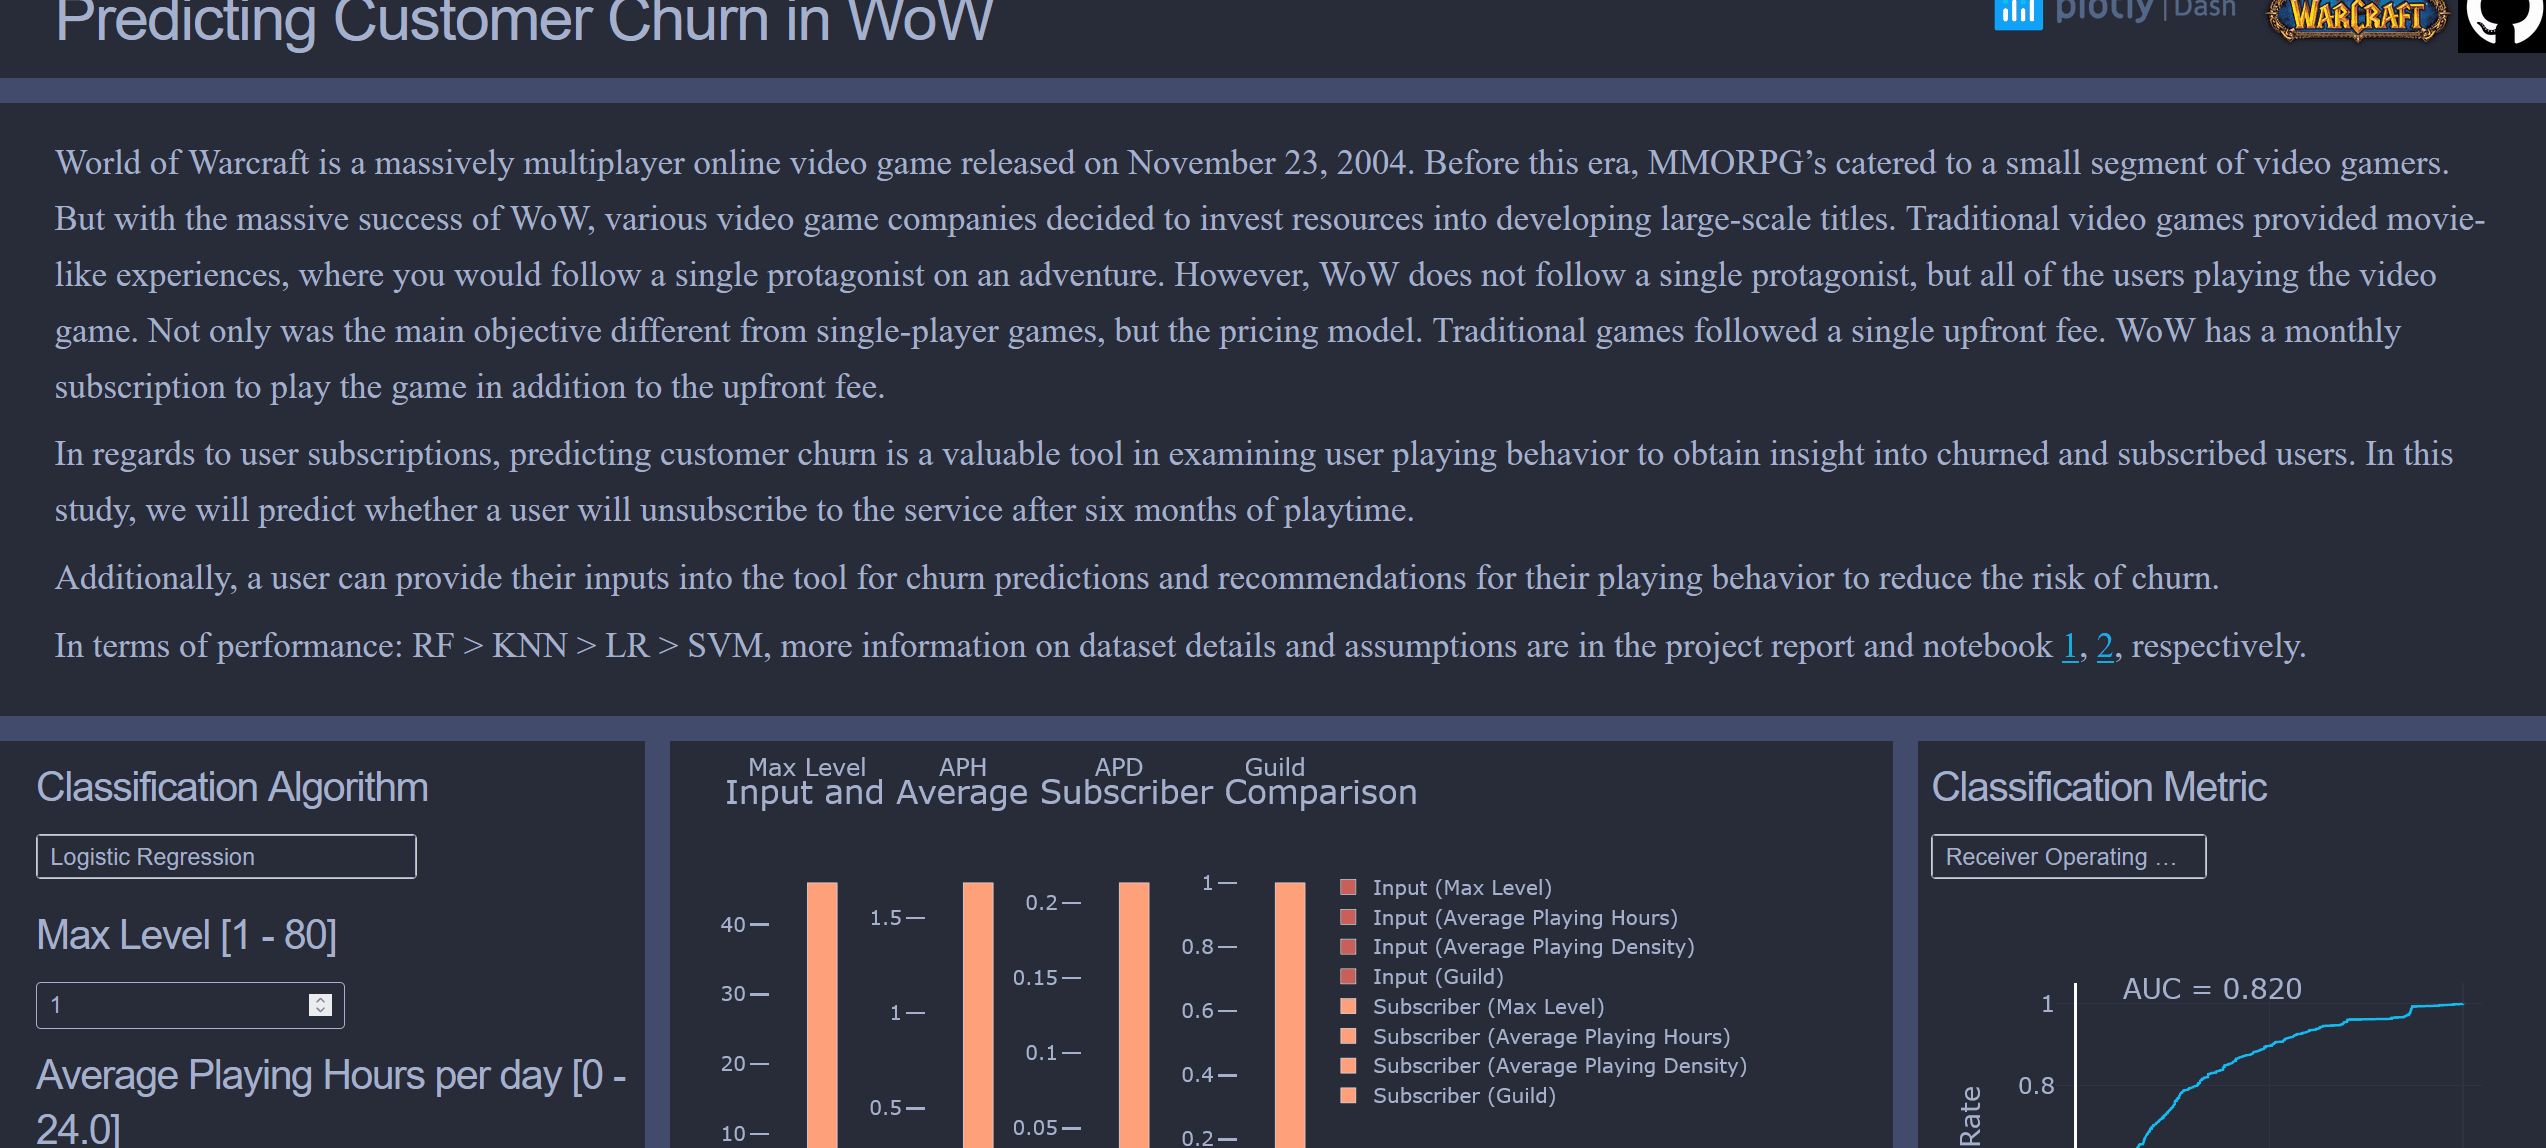 Predicting Customer Churn in WoW
plotly | Dash
WARCRAFT
World of Warcraft is a massively multiplayer online video game released on November 23, 2004. Before this era, MMORPG’s catered to a small segment of video gamers.
But with the massive success of WoW, various video game companies decided to invest resources into developing large-scale titles. Traditional video games provided movie-
like experiences, where you would follow a single protagonist on an adventure. However, WoW does not follow a single protagonist, but all of the users playing the video
game. Not only was the main objective different from single-player games, but the pricing model. Traditional games followed a single upfront fee. WoW has a monthly
subscription to play the game in addition to the upfront fee.
In regards to user subscriptions, predicting customer churn is a valuable tool in examining user playing behavior to obtain insight into churned and subscribed users. In this
study, we will predict whether a user will unsubscribe to the service after six months of playtime.
Additionally, a user can provide their inputs into the tool for churn predictions and recommendations for their playing behavior to reduce the risk of churn.
In terms of performance: RF > KNN > LR > SVM, more information on dataset details and assumptions are in the project report and notebook 1, 2, respectively.
Classification Algorithm
Logistic Regression
Max Level [1 - 80]
1
Average Playing Hours per day [0 -
24.0]
Max Level APH APD Guild
Input and Average Subscriber Comparison
40
30
20
10
1.5
1
0.5
0.2
0.15
0.1
0.05
1
0.8
0.6
0.4
0.2
Input (Max Level)
Input (Average Playing Hours)
Input (Average Playing Density)
Input (Guild)
Subscriber (Max Level)
Subscriber (Average Playing Hours)
Subscriber (Average Playing Density)
Subscriber (Guild)
Classification Metric
Receiver Operating ...
AUC = 0.820
1
0.8
Rate